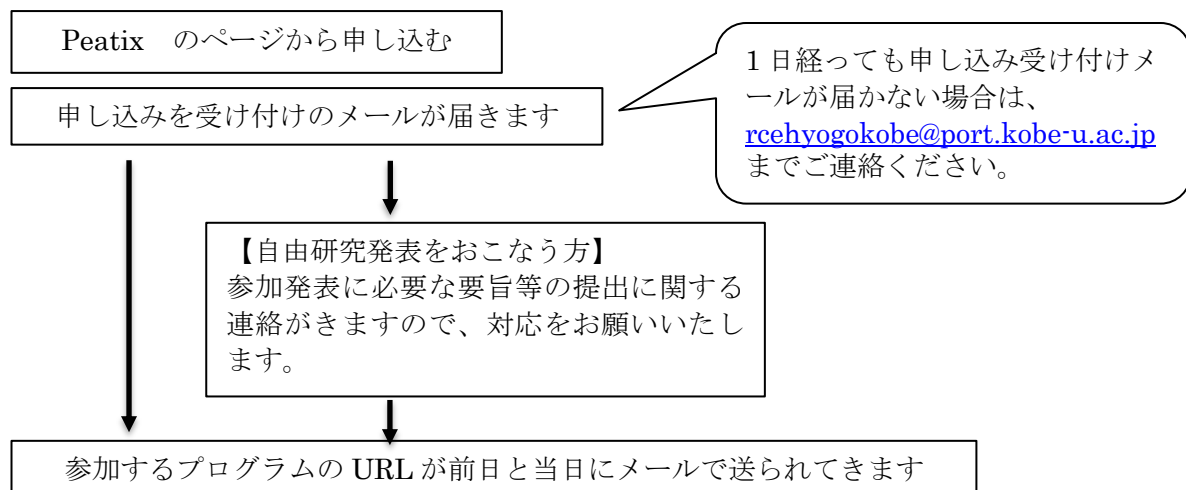 Peatix　のページから申し込む
申し込みを受け付けのメールが届きます
１日経っても申し込み受け付けメ
ールが届かない場合は、
rcehyogokobe@port.kobe-u.ac.jp
までご連絡ください。
【自由研究発表をおこなう方】
参加発表に必要な要旨等の提出に関する
連絡がきますので、対応をお願いいたし
ます。
参加するプログラムの URL が前日と当日にメールで送られてきます